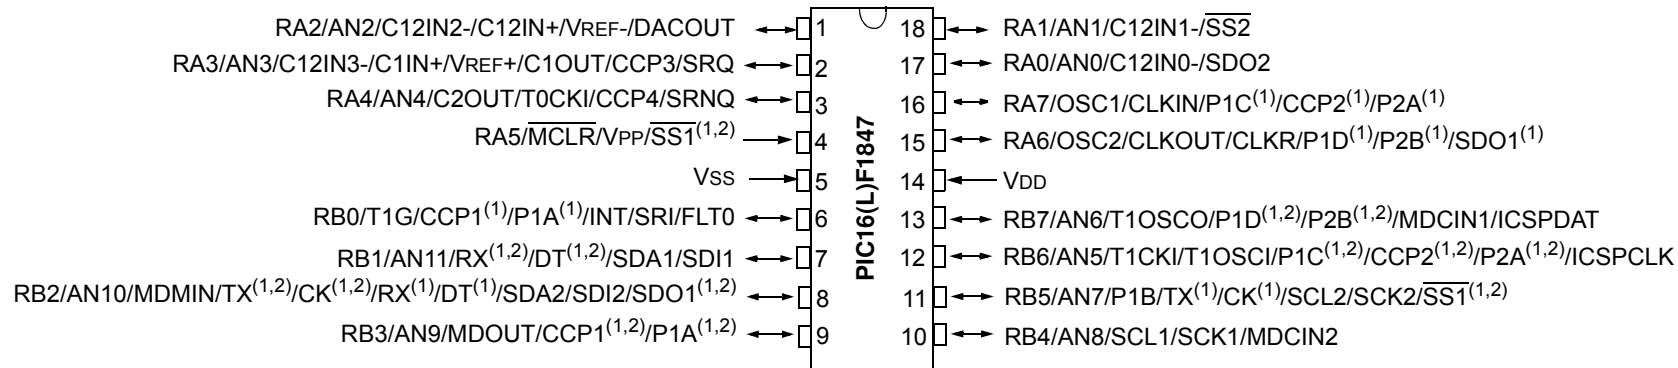 RA2/AN2/C12IN2-/C12IN+/VREF-/DACOUT 1
RA3/AN3/C12IN3-/C1IN+/VREF+/C1OUT/CCP3/SRQ 2
RA4/AN4/C2OUT/T0CKI/CCP4/SRNQ 3
RA5/MCLR/VPP/SS1(1,2) 4
VSS 5
RB0/T1G/CCP1(1)/P1A(1)/INT/SRI/FLT0 6
RB1/AN11/RX(1,2)/DT(1,2)/SDA1/SDI1 7
RB2/AN10/MDMIN/TX(1,2)/CK(1,2)/RX(1)/DT(1)/SDA2/SDI2/SDO1(1,2) 8
RB3/AN9/MDOUT/CCP1(1,2)/P1A(1,2) 9
PIC16(L)F1847
18 RA1/AN1/C12IN1-/SS2
17 RA0/AN0/C12IN0-/SDO2
16 RA7/OSC1/CLKIN/P1C(1)/CCP2(1)/P2A(1)
15 RA6/OSC2/CLKOUT/CLKR/P1D(1)/P2B(1)/SDO1(1)
14 VDD
13 RB7/AN6/T1OSCO/P1D(1,2)/P2B(1,2)/MDCIN1/ICSPDAT
12 RB6/AN5/T1CKI/T1OSCI/P1C(1,2)/CCP2(1,2)/P2A(1,2)/ICSPCLK
11 RB5/AN7/P1B/TX(1)/CK(1)/SCL2/SCK2/SS1(1,2)
10 RB4/AN8/SCL1/SCK1/MDCIN2